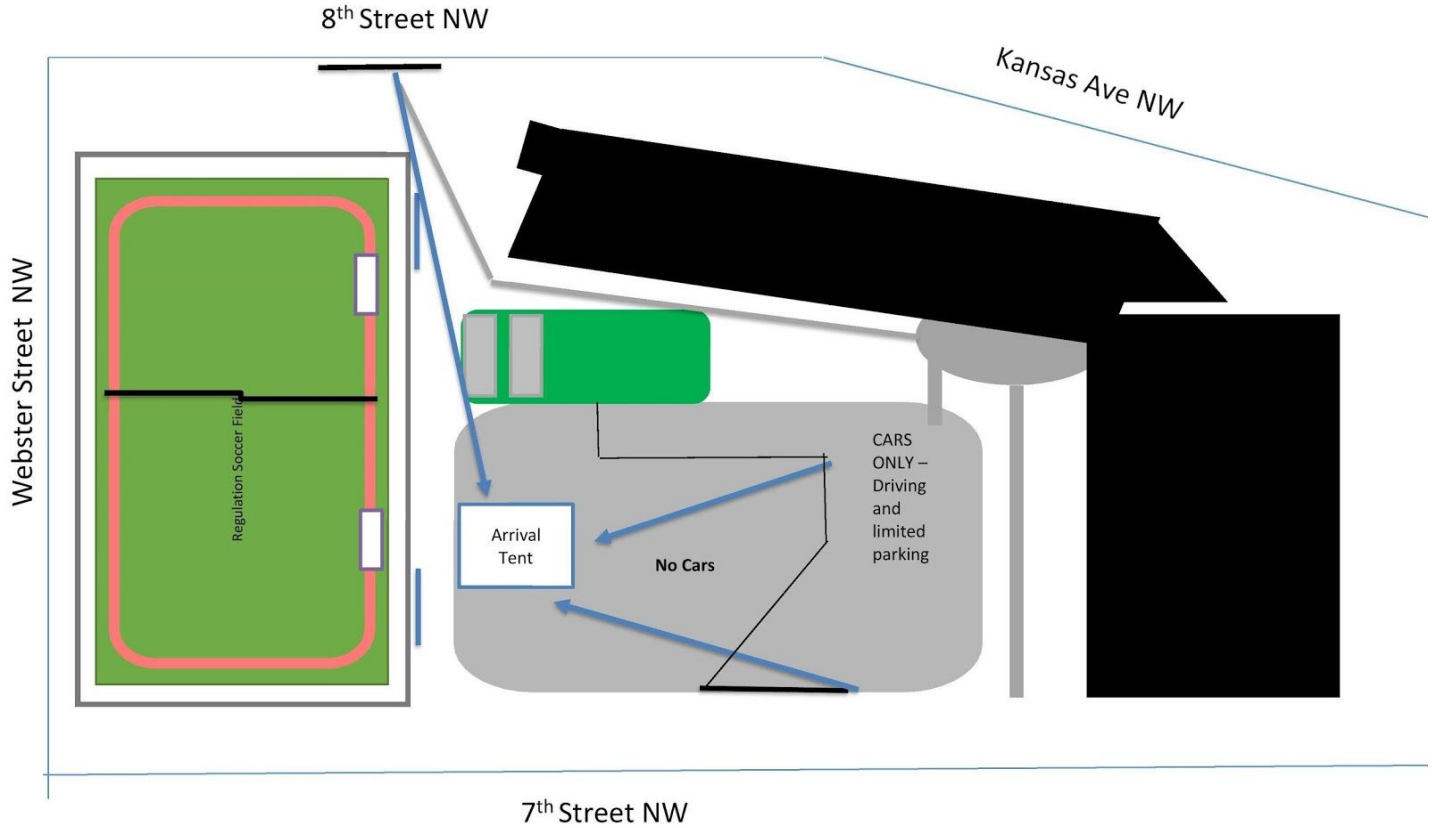 8th Street NW
Kansas Ave NW
Webster Street NW
Regulation Soccer Field
CARS
ONLY –
Driving
and
limited
parking
Arrival
Tent
No Cars
7th Street NW